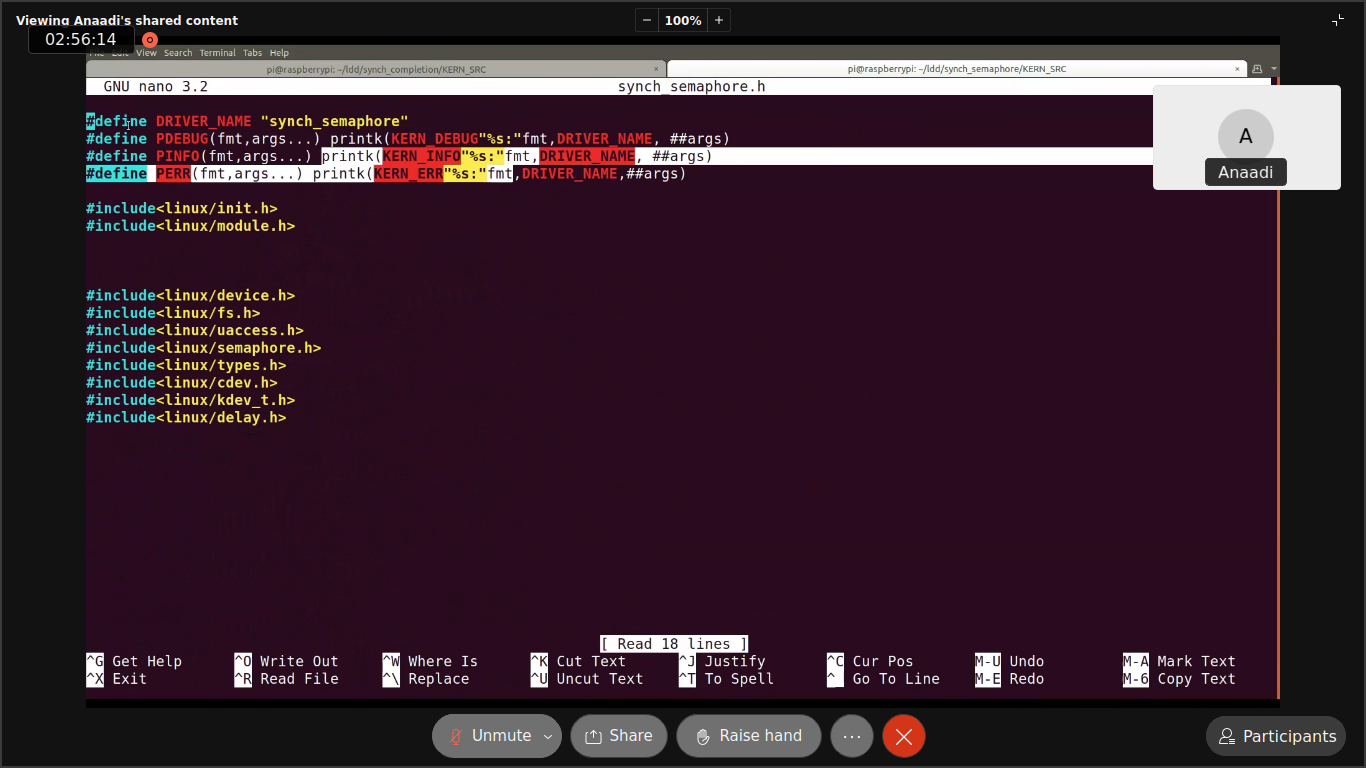 Viewing Anaadi's shared content
− 100% +
02:56:14
File Edit View Search Terminal Tabs Help
pi@raspberrypi: ~/ldd/synch_completion/KERN_SRC ×
pi@raspberrypi: ~/ldd/synch_semaphore/KERN_SRC ×
GNU nano 3.2 synch_semaphore.h
#define DRIVER_NAME "synch_semaphore"
#define PDEBUG(fmt,args...) printk(KERN_DEBUG"%s:"fmt,DRIVER_NAME, ##args)
#define PINFO(fmt,args...) printk(KERN_INFO"%s:"fmt,DRIVER_NAME, ##args)
#define PERR(fmt,args...) printk(KERN_ERR"%s:"fmt,DRIVER_NAME,##args)
#include<linux/init.h>
#include<linux/module.h>
#include<linux/device.h>
#include<linux/fs.h>
#include<linux/uaccess.h>
#include<linux/semaphore.h>
#include<linux/types.h>
#include<linux/cdev.h>
#include<linux/kdev_t.h>
#include<linux/delay.h>
A
Anaadi
[ Read 18 lines ]
^G Get Help ^O Write Out ^W Where Is ^K Cut Text ^J Justify ^C Cur Pos M-U Undo M-A Mark Text
^X Exit ^R Read File ^\ Replace ^U Uncut Text ^T To Spell ^_ Go To Line M-E Redo M-6 Copy Text
Unmute Share Raise hand ... Participants